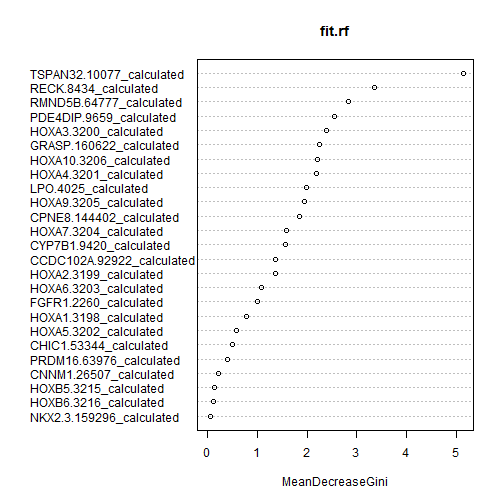 fit.rf
TSPAN32.10077_calculated
RECK.8434_calculated
RMND5B.64777_calculated
PDE4DIP.9659_calculated
HOXA3.3200_calculated
GRASP.160622_calculated
HOXA10.3206_calculated
HOXA4.3201_calculated
LPO.4025_calculated
HOXA9.3205_calculated
CPNE8.144402_calculated
HOXA7.3204_calculated
CYP7B1.9420_calculated
CCDC102A.92922_calculated
HOXA2.3199_calculated
HOXA6.3203_calculated
FGFR1.2260_calculated
HOXA1.3198_calculated
HOXA5.3202_calculated
CHIC1.53344_calculated
PRDM16.63976_calculated
CNNM1.26507_calculated
HOXB5.3215_calculated
HOXB6.3216_calculated
NKX2.3.159296_calculated
0 1 2 3 4 5
MeanDecreaseGini